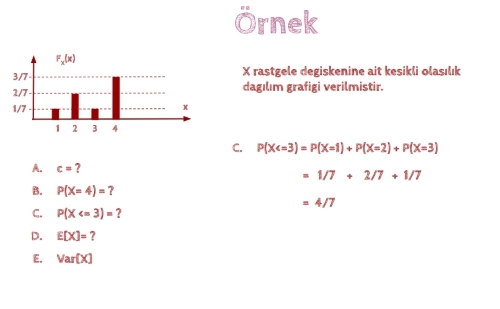 Örnek
Fx(x)
3/7
2/7
1/7
x
1 2 3 4
X rastgele degiskenine ait kesikli olasılık
dagılım grafigi verilmistir.
A. c = ?
B. P(X= 4) = ?
C. P(X <= 3) = ?
D. E[X]= ?
E. Var[X]
C. P(X<=3) = P(X=1) + P(X=2) + P(X=3)
= 1/7 + 2/7 + 1/7
= 4/7